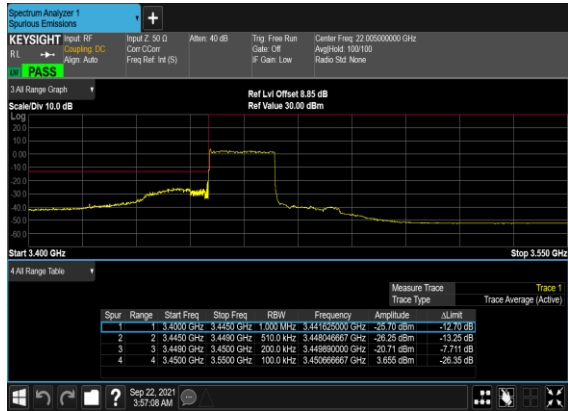 Spectrum Analyzer 1
Spurious Emissions
+
KEYSIGHT Input: RF Input Z: 50 Ω Atten: 40 dB Trig: Free Run Center Freq: 22.005000000 GHz
RL Coupling: DC Corr CCorr Gate: Off Avg|Hold: 100/100
Align: Auto Freq Ref: Int (S) IF Gain: Low Radio Std: None
PASS
3 All Range Graph
Ref Lvl Offset 8.85 dB
Scale/Div 10.0 dB Ref Value 30.00 dBm
Log
20.0
10.0
0.00
-10.0
-20.0
-30.0
-40.0
-50.0
-60.0
Start 3.400 GHz Stop 3.550 GHz
4 All Range Table
Measure Trace Trace 1
Trace Type Trace Average (Active)
Spur Range Start Freq Stop Freq RBW Frequency Amplitude ΔLimit
1 1 3.4000 GHz 3.4450 GHz 1.000 MHz 3.441625000 GHz -25.70 dBm -12.70 dB
2 2 3.4450 GHz 3.4490 GHz 510.0 kHz 3.448046667 GHz -26.25 dBm -13.25 dB
3 3 3.4490 GHz 3.4500 GHz 200.0 kHz 3.449890000 GHz -20.71 dBm -7.711 dB
4 4 3.4500 GHz 3.5500 GHz 100.0 kHz 3.450666667 GHz 3.655 dBm -26.35 dB
? Sep 22, 2021
3:57:08 AM